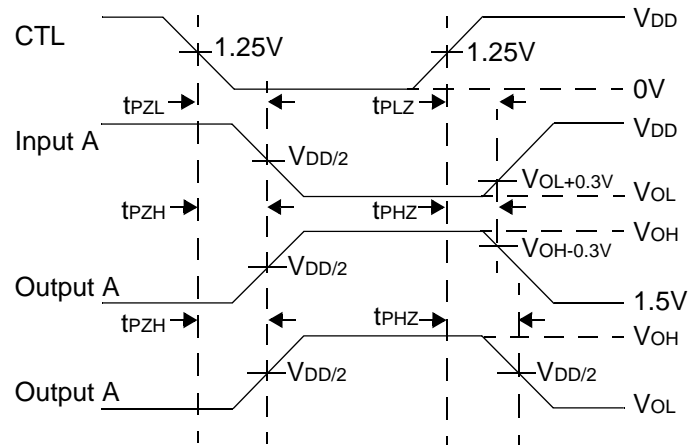 CTL
1.25V
1.25V
VDD
0V
tPZL
tPLZ
Input A
VDD/2
VDD
VOL+0.3V
VOL
tPZH
tPHZ
VOH
VOH-0.3V
Output A
VDD/2
1.5V
tPZH
tPHZ
VOH
Output A
VDD/2
VDD/2
VOL